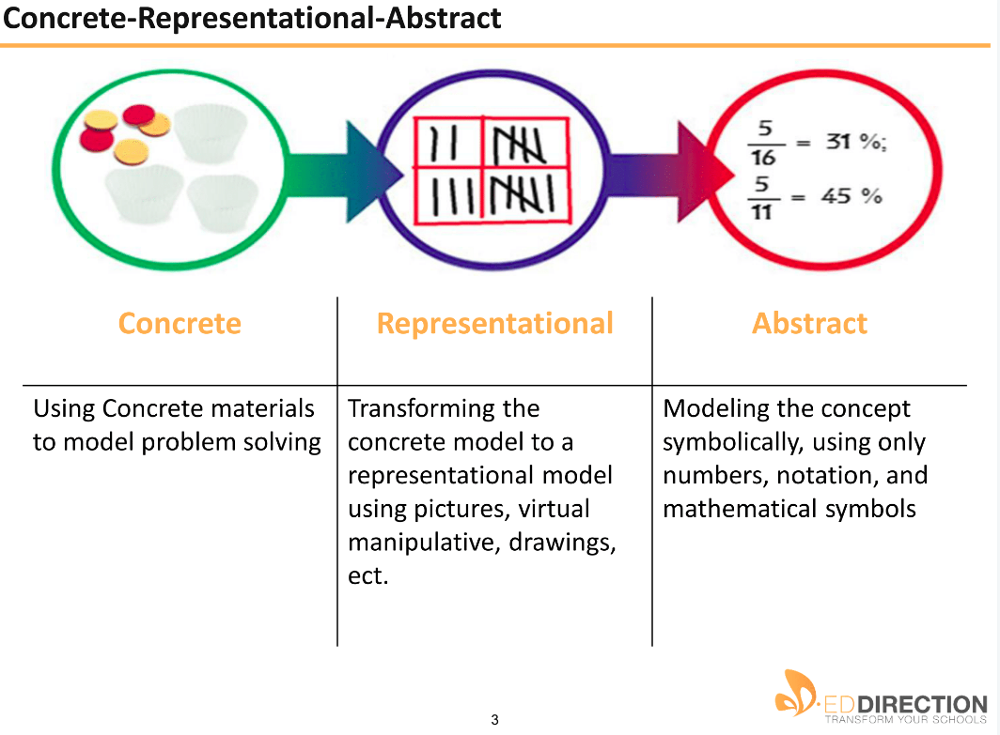 Concrete-Representational-Abstract
5
16
= 31 %;
5
11
= 45 %
Concrete
Representational
Abstract
Using Concrete materials
to model problem solving
Transforming the
concrete model to a
representational model
using pictures, virtual
manipulative, drawings,
ect.
Modeling the concept
symbolically, using only
numbers, notation, and
mathematical symbols
3
EDDIRECTION
TRANSFORM YOUR SCHOOLS